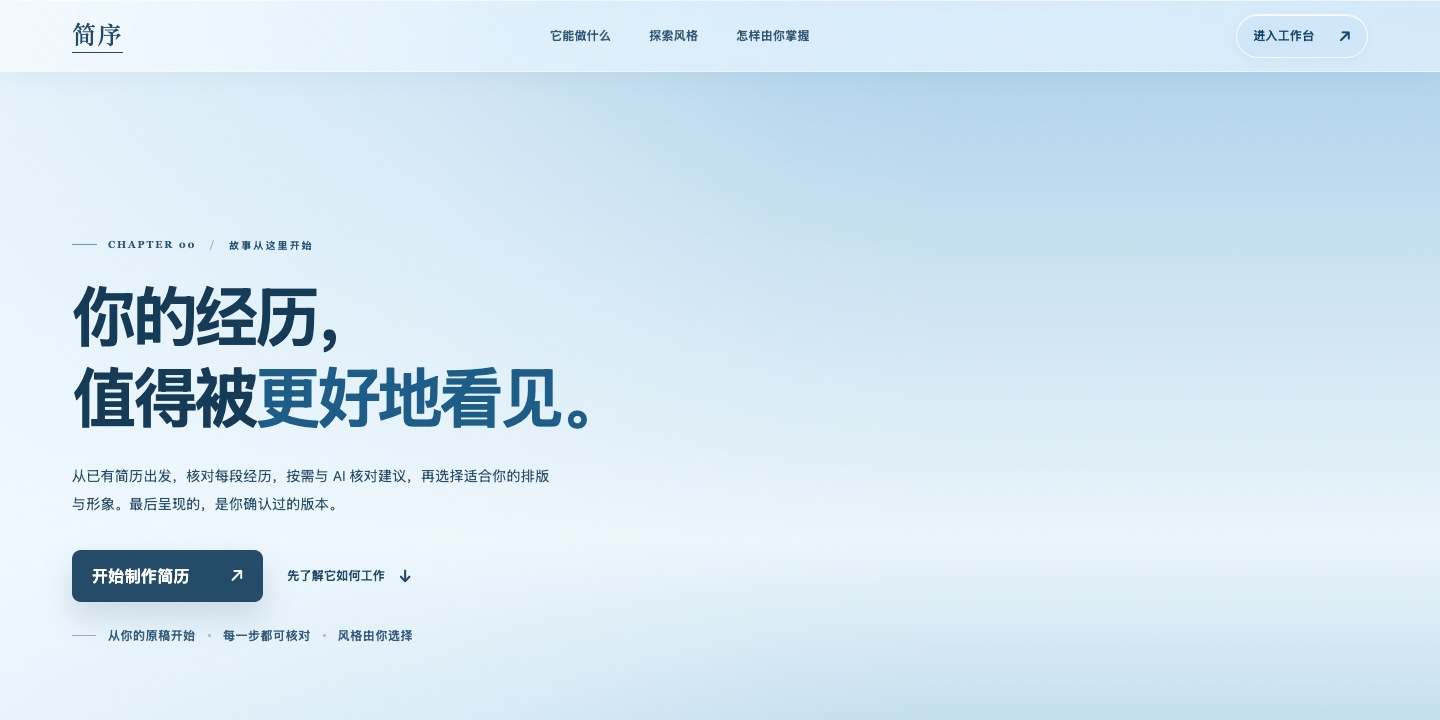 简序
它能做什么
探索风格
怎样由你掌握
进入工作台
CHAPTER 00 / 故事从这里开始
你的经历，
值得被更好地看见。
从已有简历出发，核对每段经历，按需与 AI 核对建议，再选择适合你的排版
与形象。最后呈现的，是你确认过的版本。
开始制作简历
先了解它如何工作
从你的原稿开始 • 每一步都可核对 • 风格由你选择